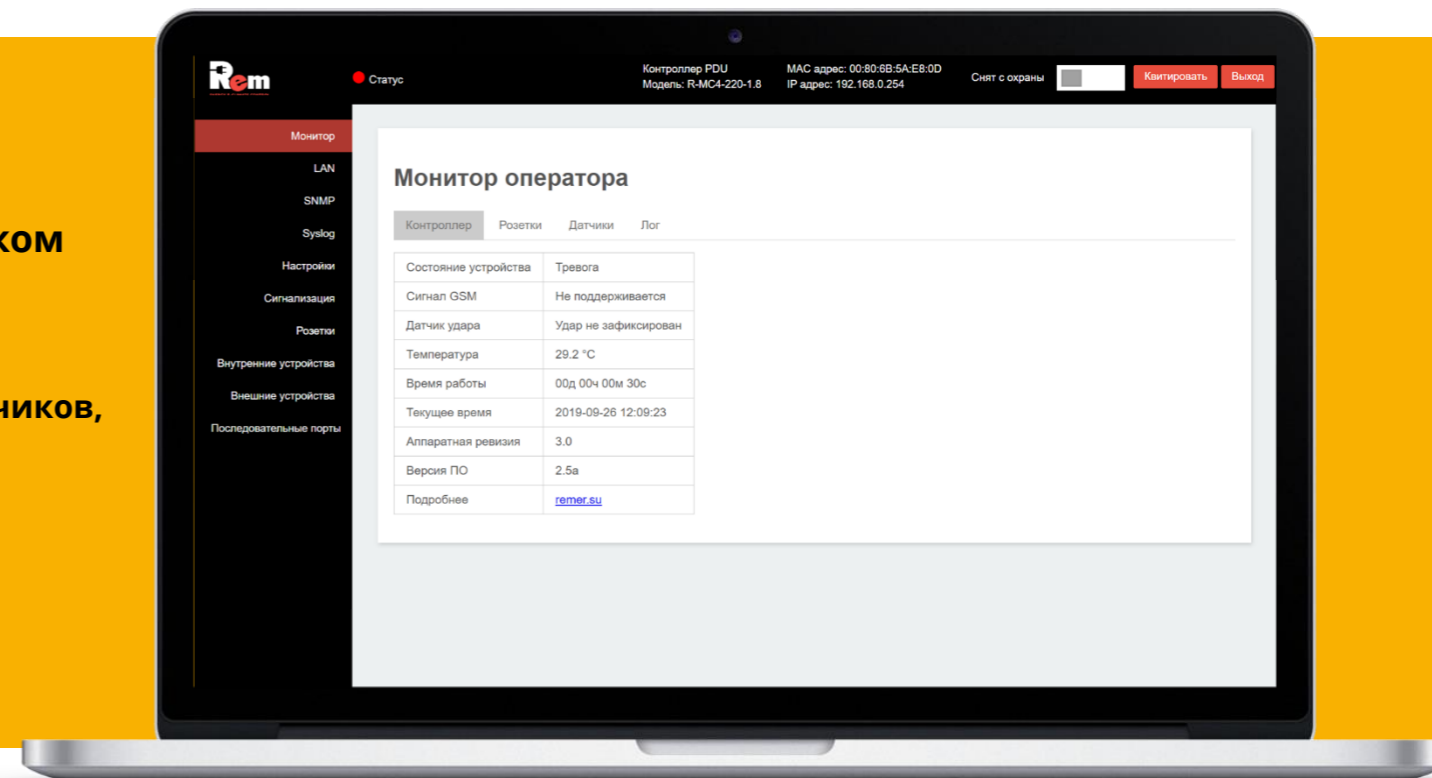 ком
чиков,
Rem
Статус
Контроллер PDU
Модель: R-MC4-220-1.8
МАС адрес: 00:80:6B:5A:E8:0D
IP адрес: 192.168.0.254
Снят с охраны
Квитировать
Выход
Монитор
LAN
SNMP
Syslog
Настройки
Сигнализация
Розетки
Внутренние устройства
Внешние устройства
Последовательные порты
Монитор оператора
Контроллер Розетки Датчики Лог
Состояние устройства Тревога
Сигнал GSM Не поддерживается
Датчик удара Удар не зафиксирован
Температура 29.2 °C
Время работы 00д 00ч 00м 30с
Текущее время 2019-09-26 12:09:23
Аппаратная ревизия 3.0
Версия ПО 2.5a
Подробнее remer.su